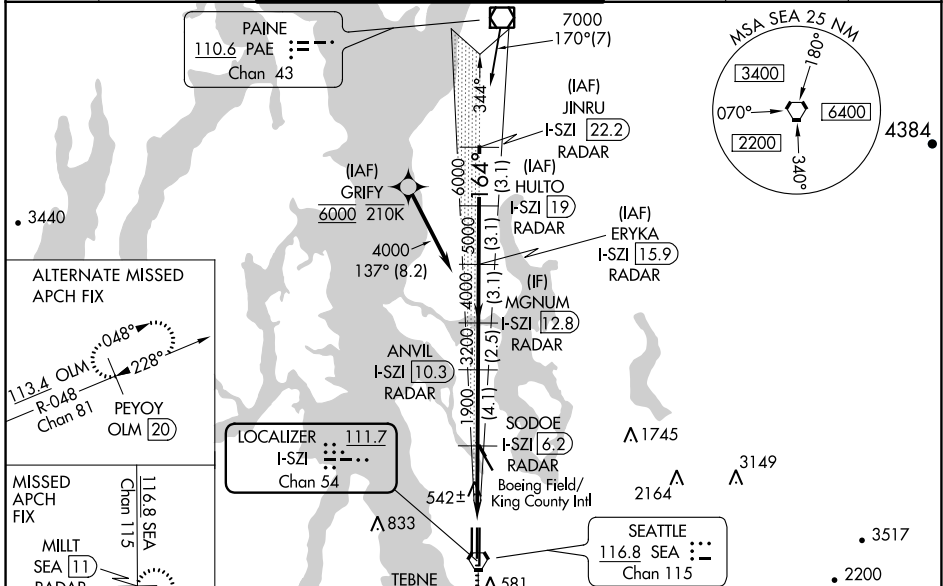 PAINE
110.6 PAE
Chan 43
7000
170°(7)
344°
164°
MSA SEA 25 NM
180°
3400
070°
6400
2200
340°
4384
(IAF)
JINRU
I-SZI 22.2
RADAR
6000
(3.1)
(IAF)
HULTO
I-SZI 19
RADAR
(IAF)
GRIFY
6000 210K
4000
137° (8.2)
5000
(3.1)
(IAF)
ERYKA
I-SZI 15.9
RADAR
3440
4000
(3.1)
(IF)
MGNUM
I-SZI 12.8
RADAR
ALTERNATE MISSED
APCH FIX
048°
228°
113.4 OLM
R-048
Chan 81
PEYOY
OLM 20
3200
(2.5)
ANVIL
I-SZI 10.3
RADAR
1900
(4.1)
SODOE
I-SZI 6.2
RADAR
Boeing Field/
King County Intl
LOCALIZER 111.7
I-SZI
Chan 54
542±
1745
2164
3149
833
MISSED
APCH
FIX
116.8 SEA
Chan 115
MILLT
SEA 11
RADAR
SEATTLE
116.8 SEA
Chan 115
3517
2200
TEBNE
581